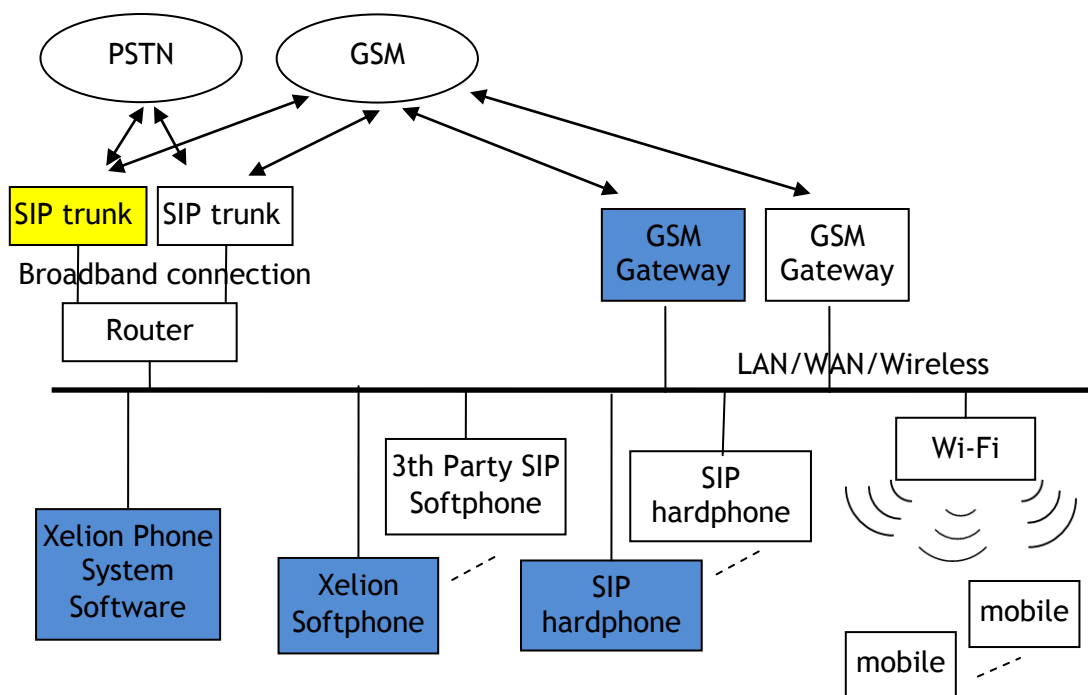 PSTN
GSM
SIP trunk
SIP trunk
GSM
Gateway
GSM
Gateway
Broadband connection
Router
LAN/WAN/Wireless
3th Party SIP
Softphone
SIP
hardphone
Wi-Fi
Xelion Phone
System
Software
Xelion
Softphone
SIP
hardphone
mobile
mobile